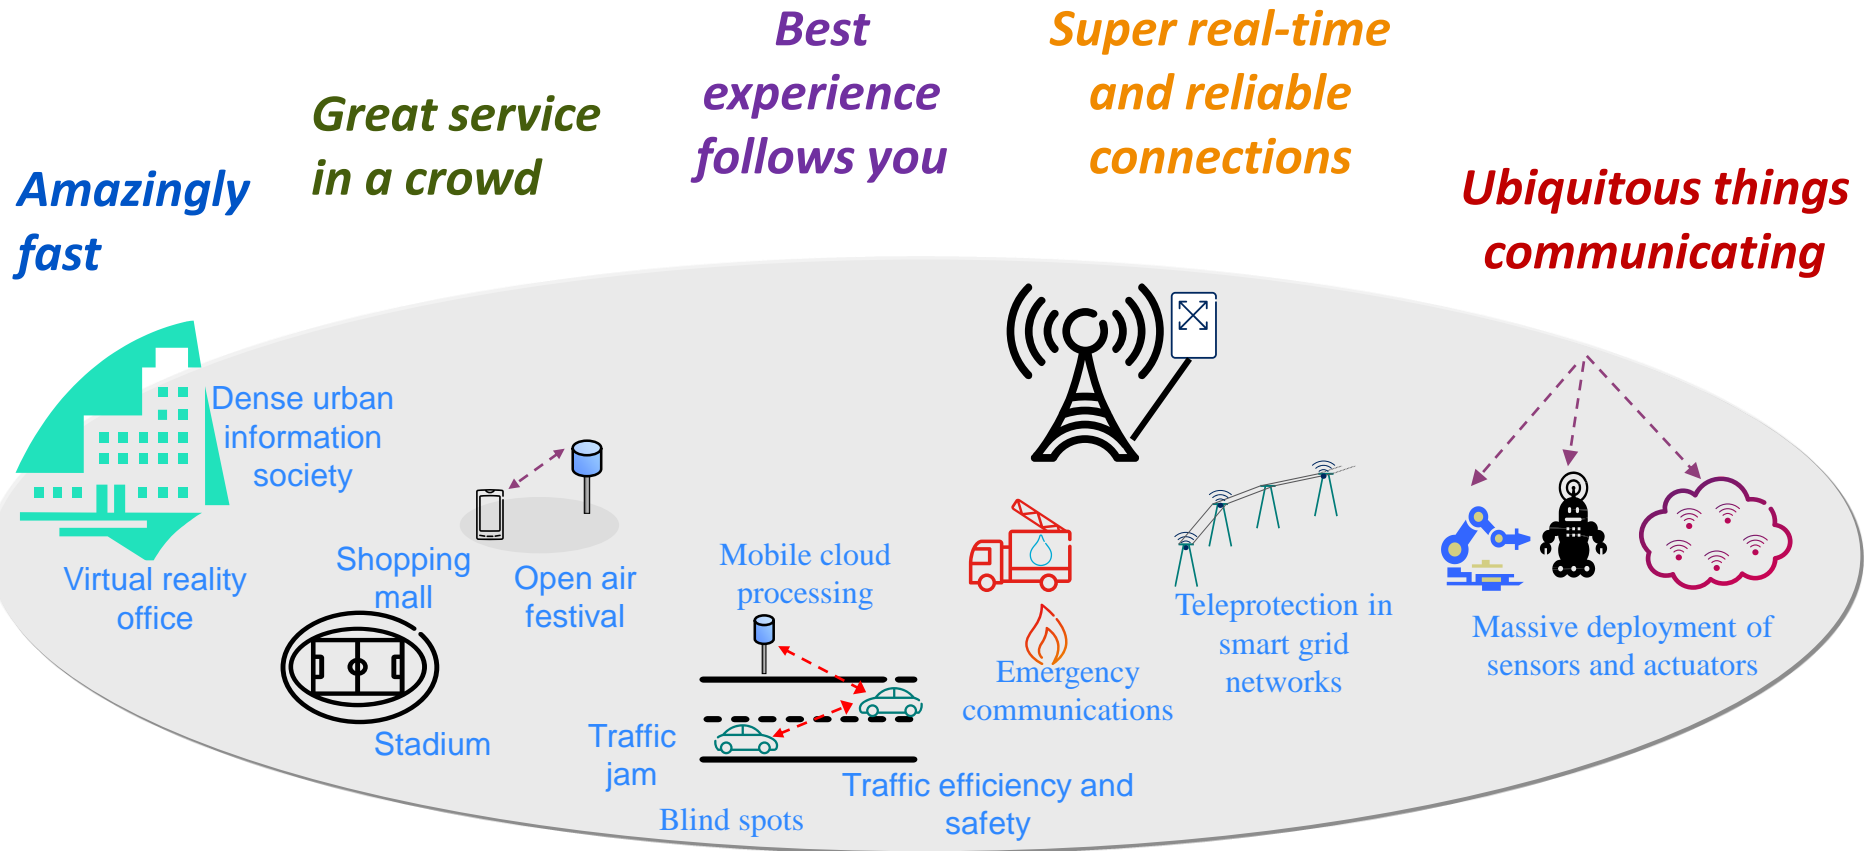 Amazingly
fast
Great service
in a crowd
Best
experience
follows you
Super real-time
and reliable
connections
Ubiquitous things
communicating
Dense urban
information
society
Virtual reality
office
Shopping
mall
Open air
festival
Stadium
Mobile cloud
processing
Traffic
jam
Blind spots
Traffic efficiency and
safety
Emergency
communications
Teleprotection in
smart grid
networks
Massive deployment of
sensors and actuators